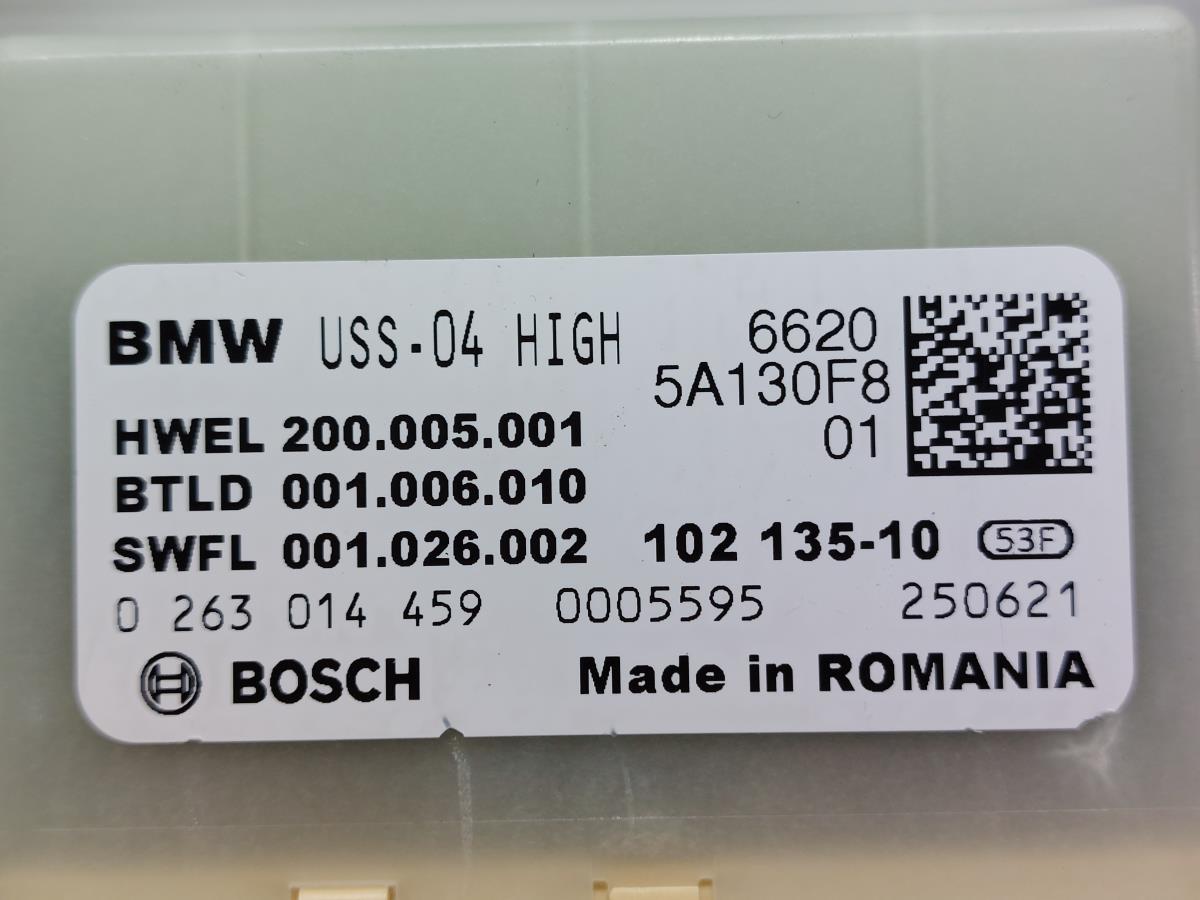 BMW USS-04 HIGH 6620
5A130F8
HWEL 200.005.001 01
BTLD 001.006.010
SWFL 001.026.002 102 135-10 53F
0 263 014 459 0005595 250621
BOSCH Made in ROMANIA